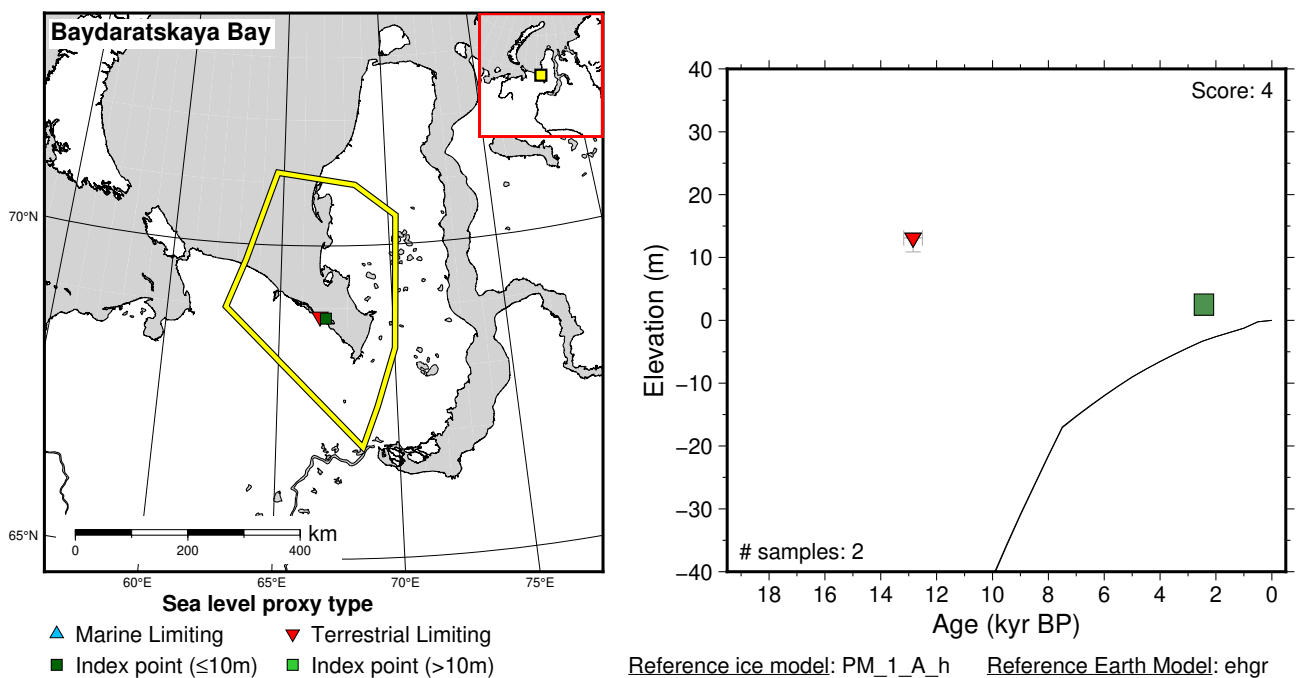 Baydaratskaya Bay
70°N
65°N
km
0 200 400
60°E 65°E 70°E 75°E
Sea level proxy type
Marine Limiting Terrestrial Limiting
Index point (≤10m) Index point (>10m)
Score: 4
40
30
20
10
0
−10
−20
−30
−40
Elevation (m)
# samples: 2
18 16 14 12 10 8 6 4 2 0
Age (kyr BP)
Reference ice model: PM_1_A_h Reference Earth Model: ehgr